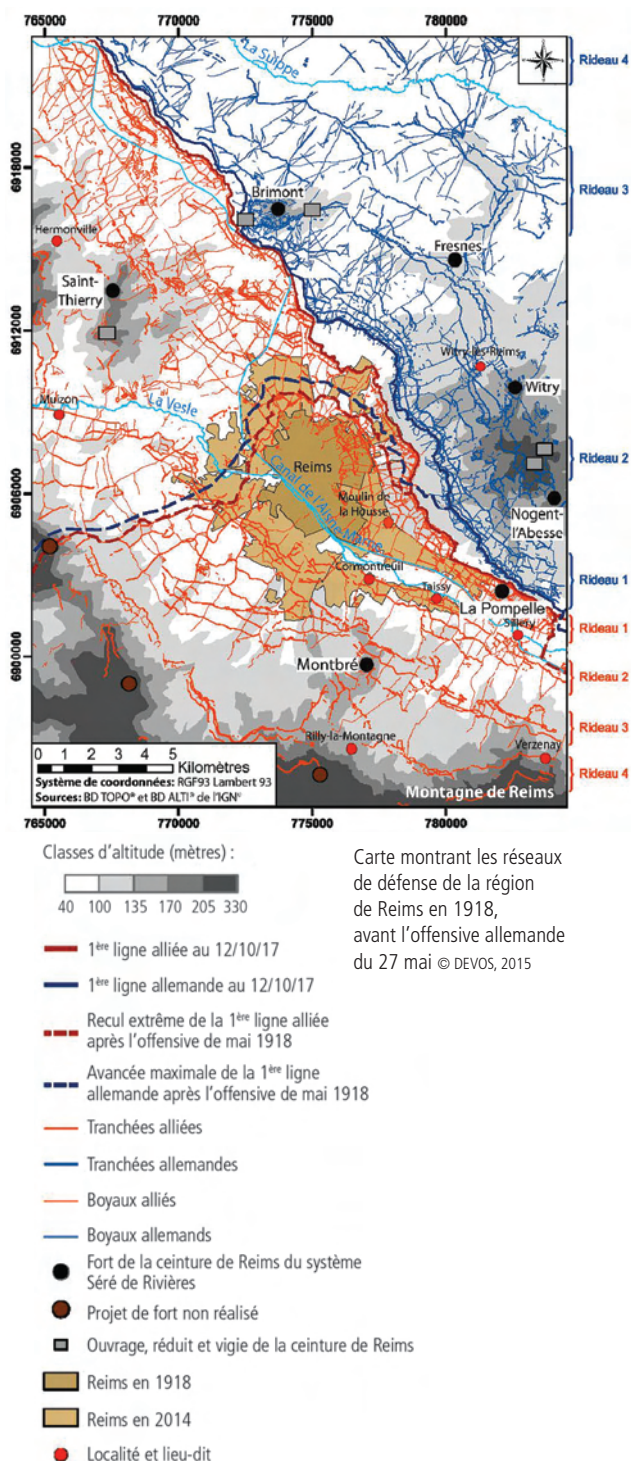 765000 770000 775000 780000
La Suippe
Rideau 4
6918000
Rideau 3
Brimont
Hermonville
Fresnes
Saint-
Thierry
6912000
Witry-lès-Reims
Witry
Muizon
La Vesle
Rideau 2
Reims
6906000
Canal de l'Aisne Marne
Moulin de
la Housse
Nogent-
l'Abesse
Cormontreuil
Taissy
La Pompelle
Rideau 1
Sillery
Rideau 1
6900000
Montbré
Rideau 2
Rilly-la-Montagne
Rideau 3
Verzenay
0 1 2 3 4 5
Kilomètres
Rideau 4
Système de coordonnées: RGF93 Lambert 93
Sources: BD TOPO® et BD ALTI® de l'IGN©
Montagne de Reims
765000 770000 775000 780000
Classes d'altitude (mètres) :
40 100 135 170 205 330
Carte montrant les réseaux
de défense de la région
de Reims en 1918,
avant l'offensive allemande
du 27 mai © DEVOS, 2015
1ère ligne alliée au 12/10/17
1ère ligne allemande au 12/10/17
Recul extrême de la 1ère ligne alliée
après l'offensive de mai 1918
Avancée maximale de la 1ère ligne
allemande après l'offensive de mai 1918
Tranchées alliées
Tranchées allemandes
Boyaux alliés
Boyaux allemands
Fort de la ceinture de Reims du système
Séré de Rivières
Projet de fort non réalisé
Ouvrage, réduit et vigie de la ceinture de Reims
Reims en 1918
Reims en 2014
Localité et lieu-dit